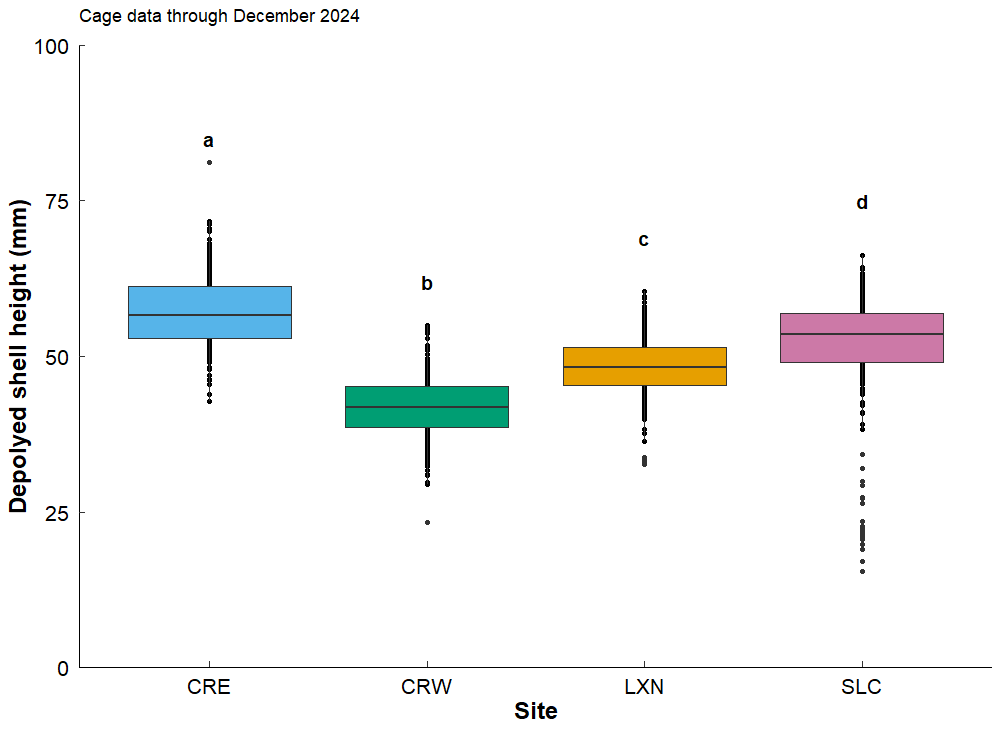 Cage data through December 2024
100
75
50
25
0
Depolyed shell height (mm)
a
b
c
d
CRE CRW LXN SLC
Site